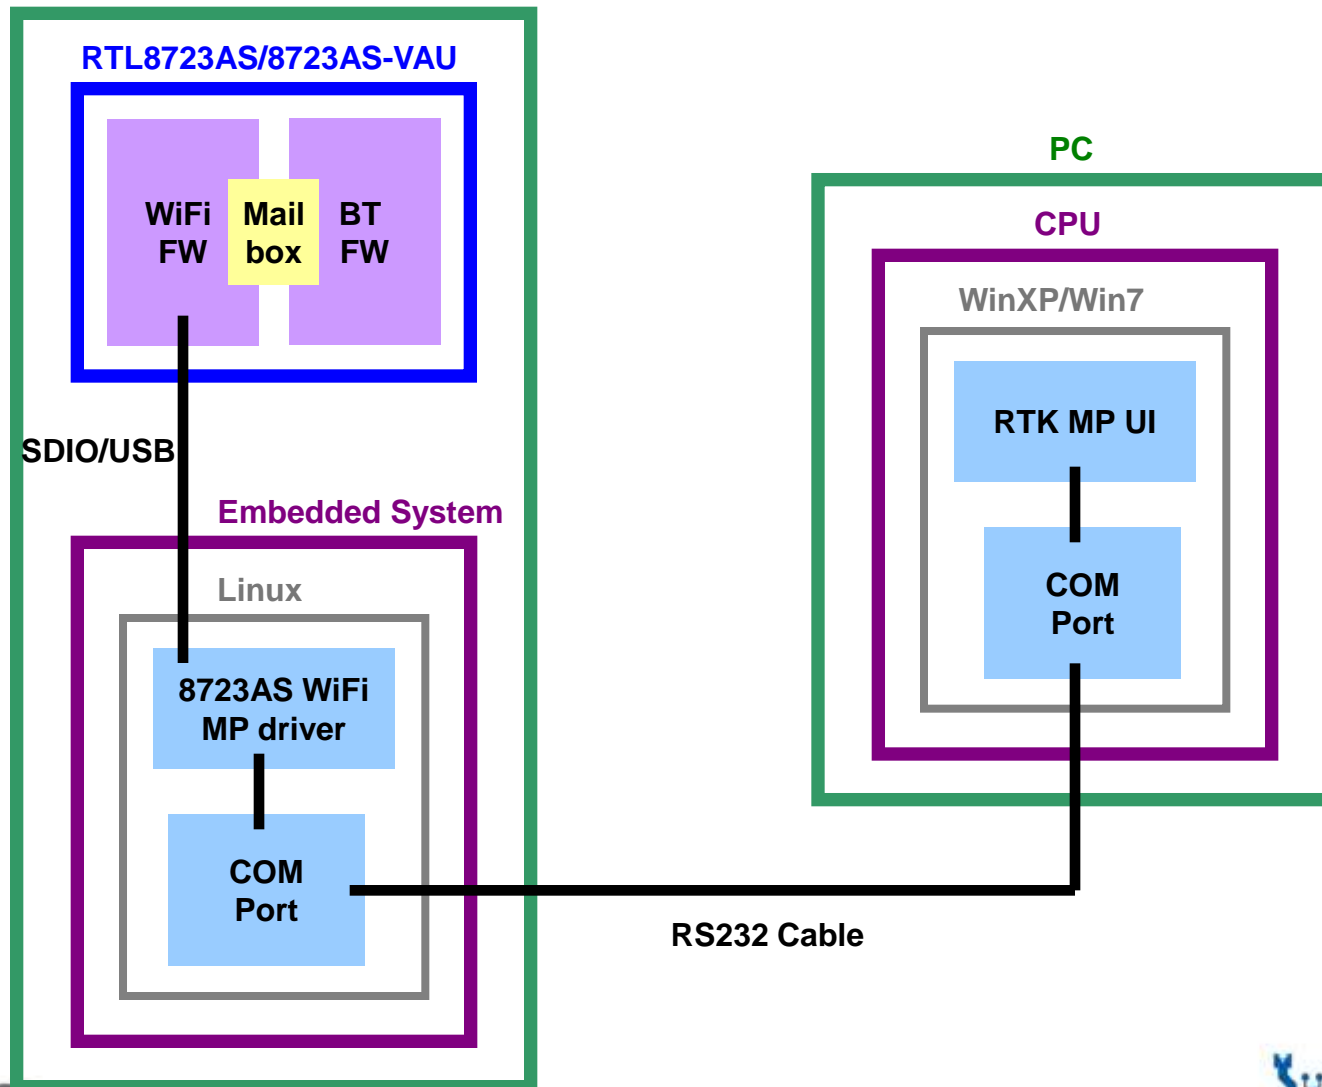 RTL8723AS/8723AS-VAU
WiFi
FW
Mail
box
BT
FW
SDIO/USB
Embedded System
Linux
8723AS WiFi
MP driver
COM
Port
RS232 Cable
PC
CPU
WinXP/Win7
RTK MP UI
COM
Port